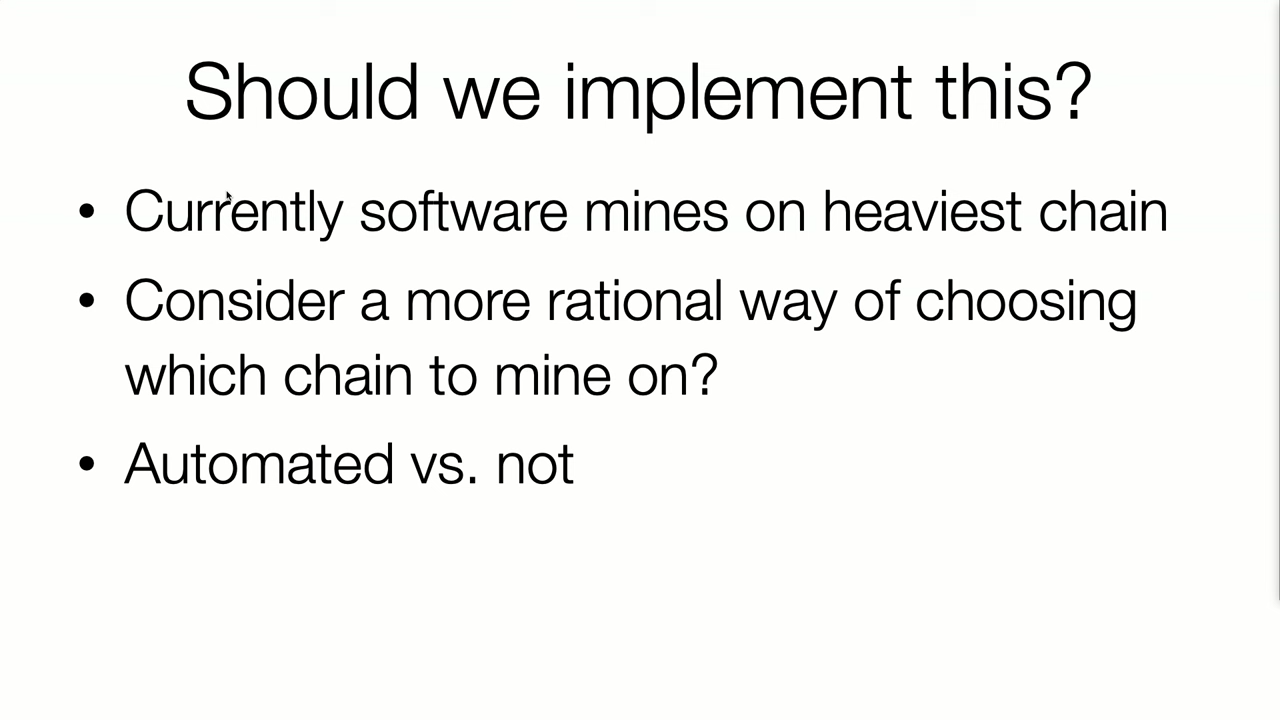 Should we implement this?
• Currently software mines on heaviest chain
• Consider a more rational way of choosing
which chain to mine on?
• Automated vs. not